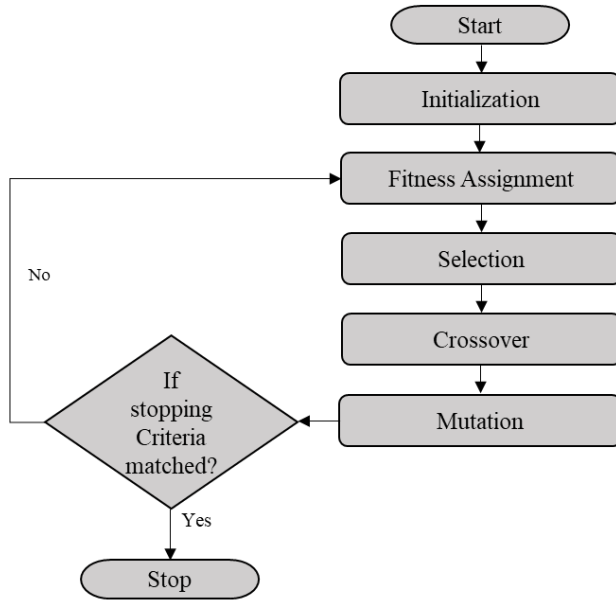 Start
Initialization
Fitness Assignment
Selection
Crossover
Mutation
If
stopping
Criteria
matched?
No
Yes
Stop